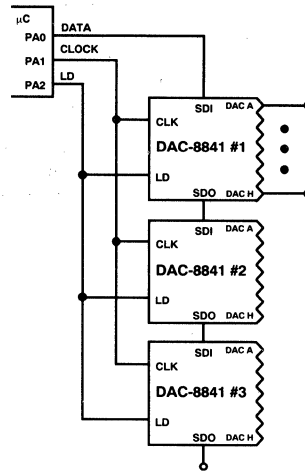 µC
DATA
PA0
CLOCK
PA1
LD
PA2
SDI
DAC A
CLK
DAC-8841 #1
LD
SDO
DAC H
SDI
DAC A
CLK
DAC-8841 #2
LD
SDO
DAC H
SDI
DAC A
CLK
DAC-8841 #3
LD
SDO
DAC H